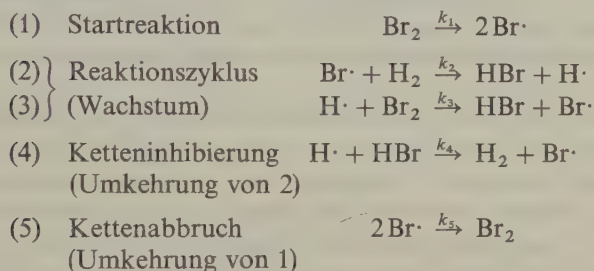 (1) Startreaktion Br₂ →k₁ 2Br·
(2) Reaktionszyklus Br· + H₂ →k₂ HBr + H·
(3) (Wachstum) H· + Br₂ →k₃ HBr + Br·
(4) Ketteninhibierung H· + HBr →k₄ H₂ + Br·
(Umkehrung von 2)
(5) Kettenabbruch 2Br· →k₅ Br₂
(Umkehrung von 1)